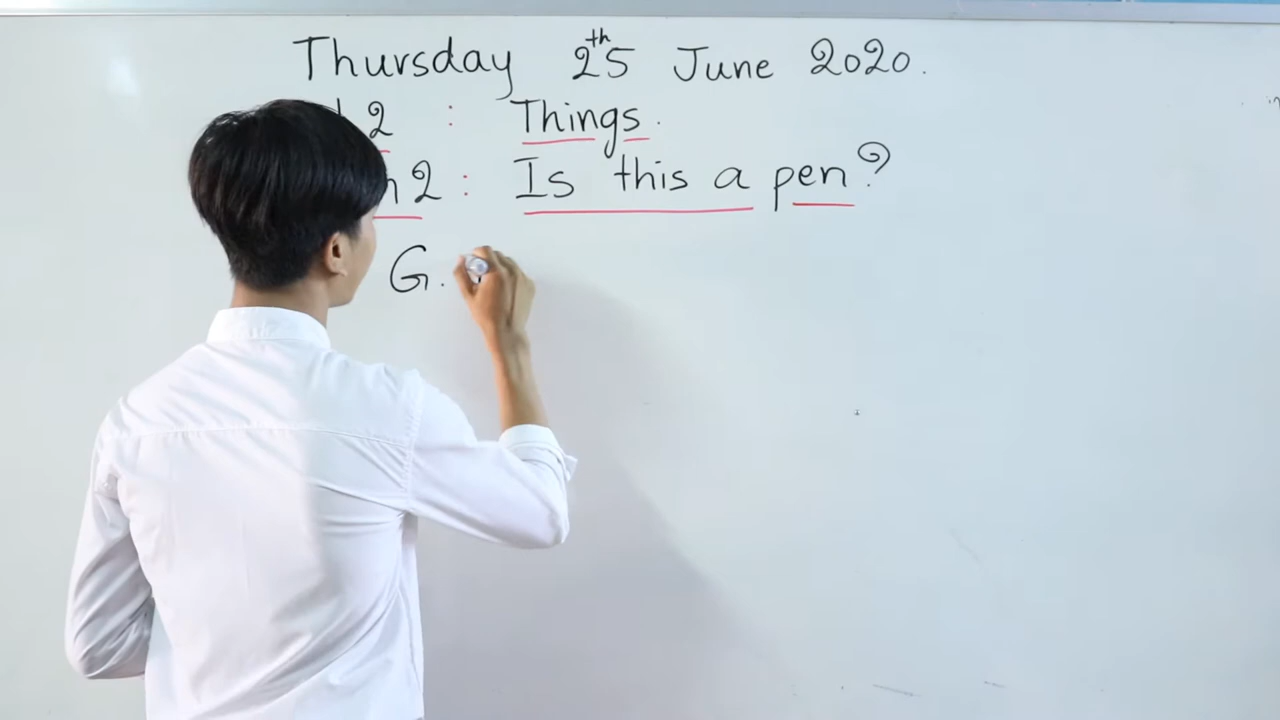 Thursday 25th June 2020.
2 : Things.
2 : Is this a pen?
G.